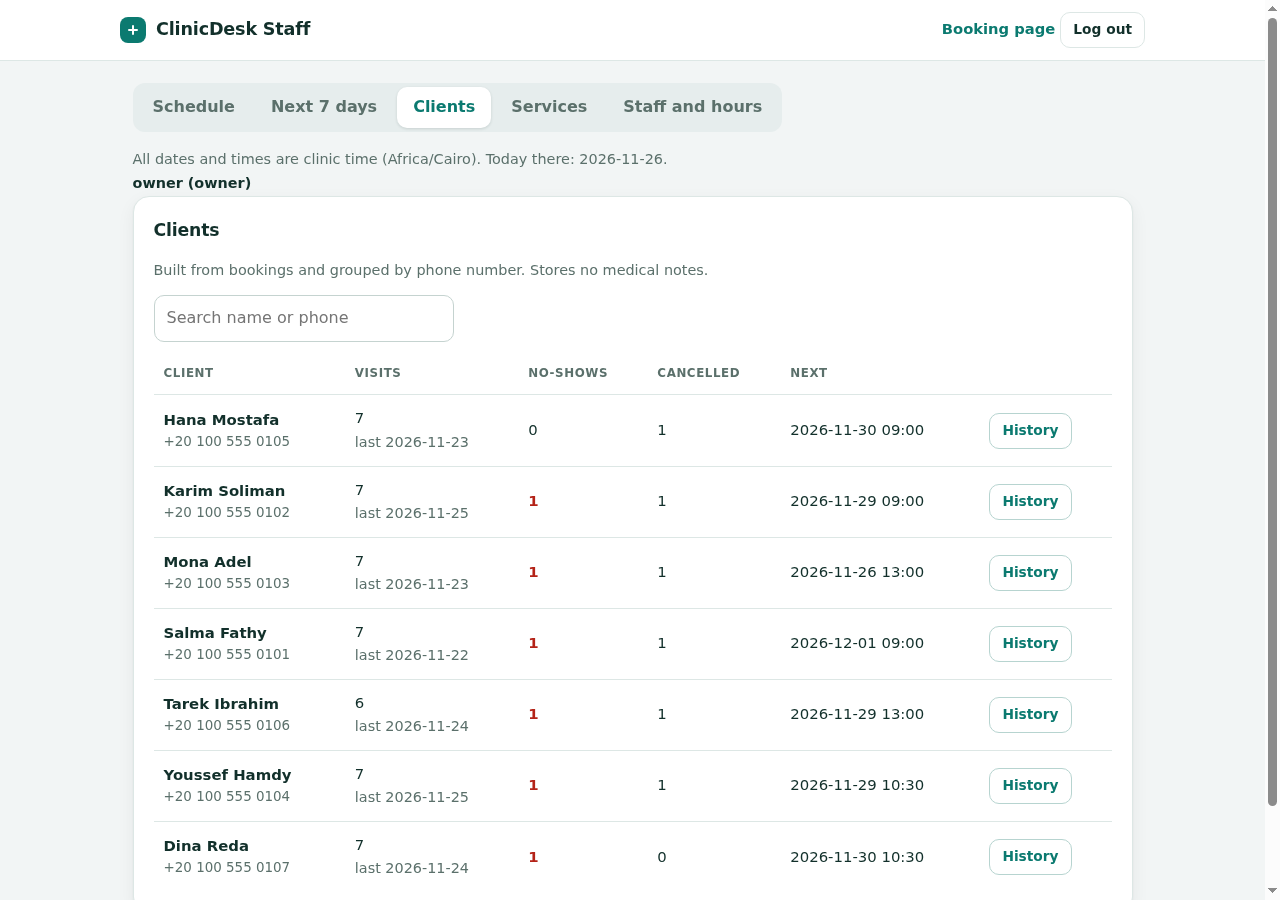 + ClinicDesk Staff
Booking page
Log out
Schedule
Next 7 days
Clients
Services
Staff and hours
All dates and times are clinic time (Africa/Cairo). Today there: 2026-11-26.
owner (owner)
Clients
Built from bookings and grouped by phone number. Stores no medical notes.
Search name or phone
CLIENT VISITS NO-SHOWS CANCELLED NEXT
Hana Mostafa
+20 100 555 0105
7
last 2026-11-23
0
1
2026-11-30 09:00
History
Karim Soliman
+20 100 555 0102
7
last 2026-11-25
1
1
2026-11-29 09:00
History
Mona Adel
+20 100 555 0103
7
last 2026-11-23
1
1
2026-11-26 13:00
History
Salma Fathy
+20 100 555 0101
7
last 2026-11-22
1
1
2026-12-01 09:00
History
Tarek Ibrahim
+20 100 555 0106
6
last 2026-11-24
1
1
2026-11-29 13:00
History
Youssef Hamdy
+20 100 555 0104
7
last 2026-11-25
1
1
2026-11-29 10:30
History
Dina Reda
+20 100 555 0107
7
last 2026-11-24
1
0
2026-11-30 10:30
History